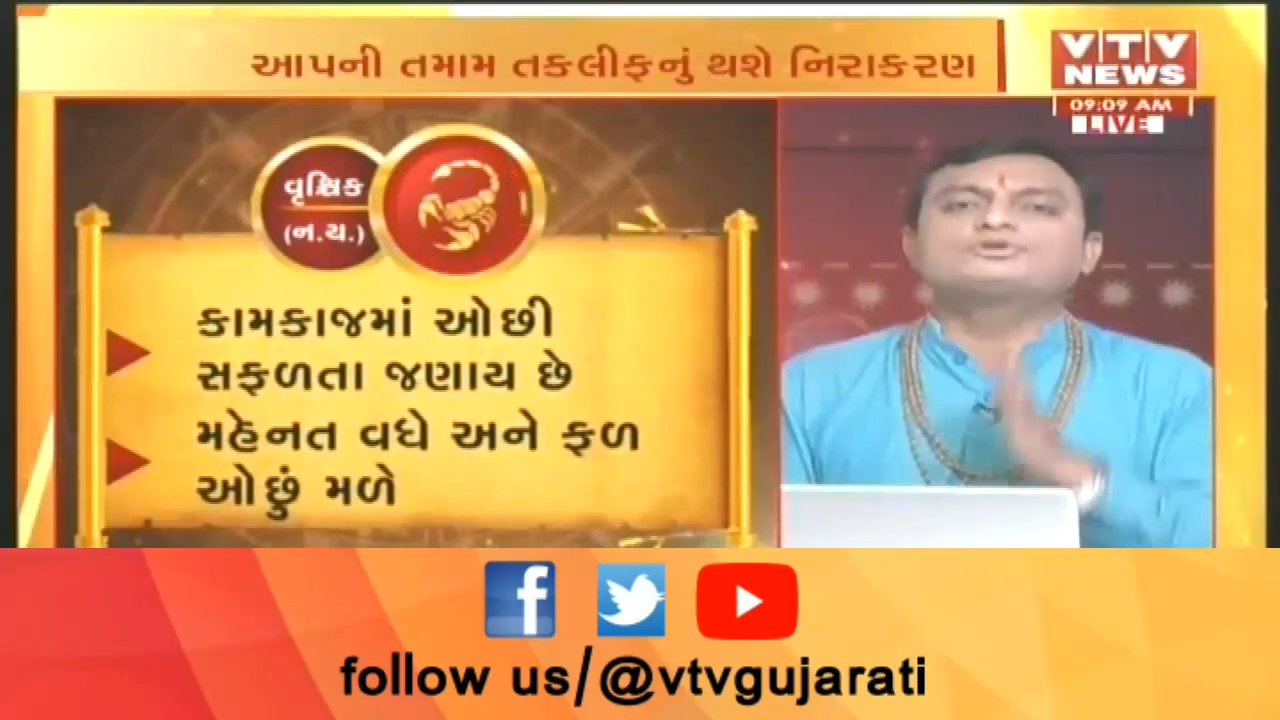 આપની તમામ તકલીફનું થશે નિરાકરણ
VTV
NEWS
09:09 AM
LIVE
વૃશ્ચિક
(ન.ય.)
કામકાજમાં ઓછી
સફળતા જણાય છે
મહેનત વધે અને ફળ
ઓછું મળે
follow us/@vtvgujarati